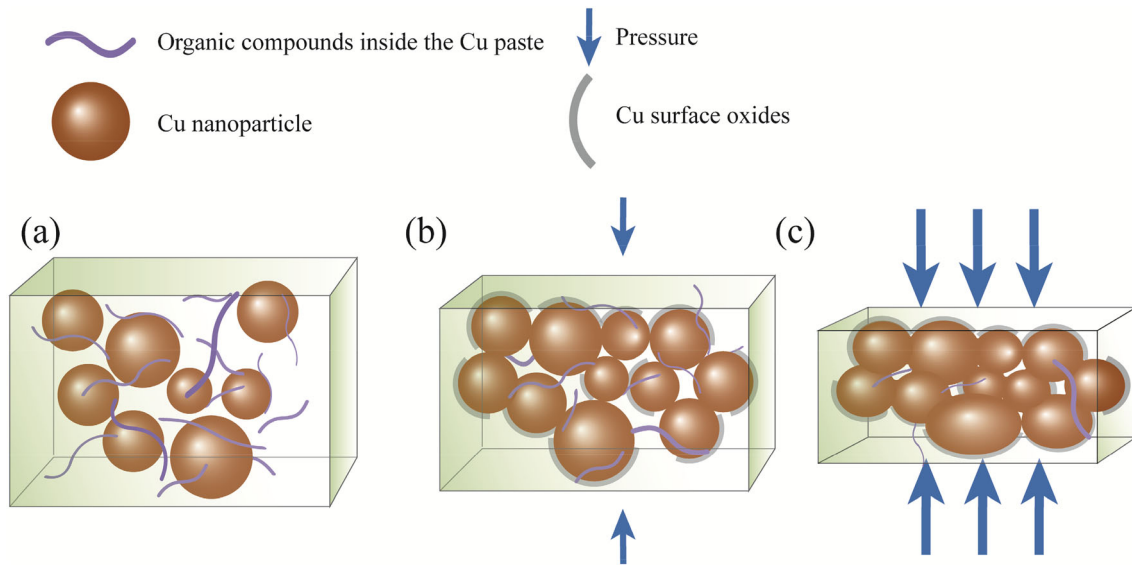 Organic compounds inside the Cu paste
Pressure
Cu nanoparticle
Cu surface oxides
(a)
(b)
(c)